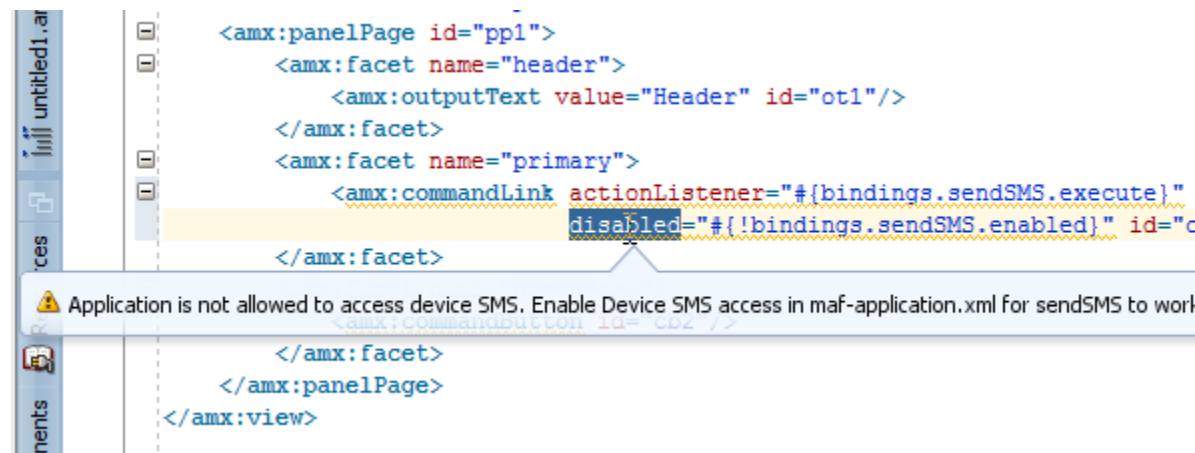 untitled1.an
<amx:panelPage id="pp1">
<amx:facet name="header">
<amx:outputText value="Header" id="ot1"/>
</amx:facet>
<amx:facet name="primary">
<amx:commandLink actionListener="#{bindings.sendSMS.execute}"
disabled="#{!bindings.sendSMS.enabled}" id="c
</amx:facet>
Application is not allowed to access device SMS. Enable Device SMS access in maf-application.xml for sendSMS to work
<amx:commandButton id="cb2"/>
</amx:facet>
</amx:panelPage>
</amx:view>